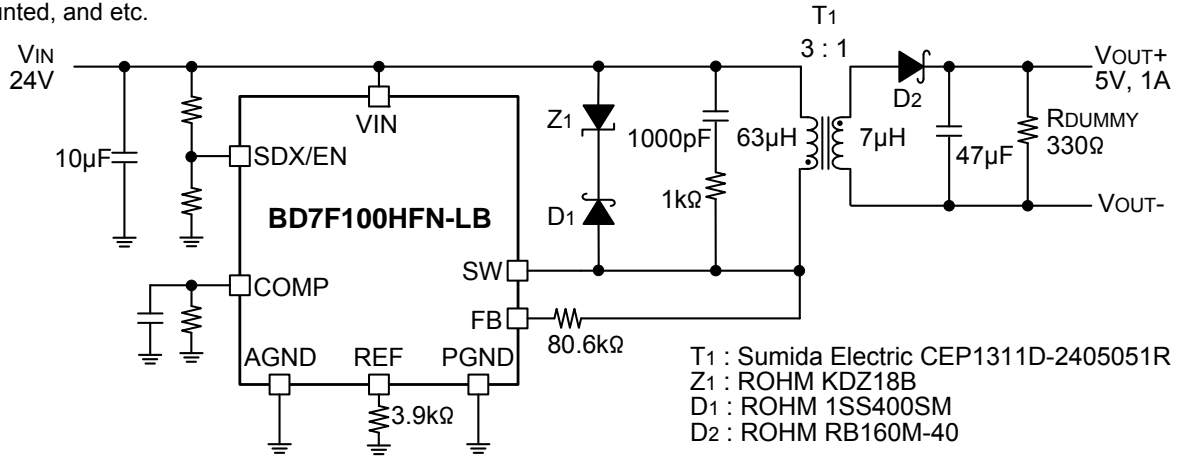 unted, and etc.
T1
3 : 1
VIN
24V
VOUT+
5V, 1A
D2
VIN
Z1
1000pF
63µH
7µH
RDUMMY
330Ω
10µF
SDX/EN
47µF
BD7F100HFN-LB
D1
1kΩ
VOUT-
SW
COMP
FB
80.6kΩ
AGND
REF
PGND
3.9kΩ
T1 : Sumida Electric CEP1311D-2405051R
Z1 : ROHM KDZ18B
D1 : ROHM 1SS400SM
D2 : ROHM RB160M-40